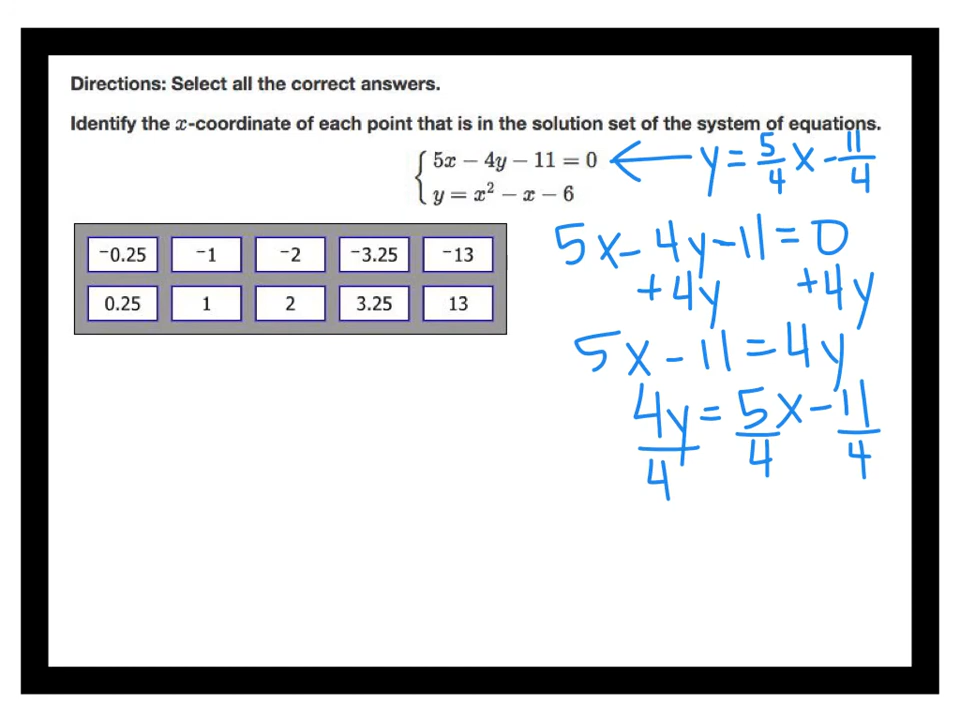 Directions: Select all the correct answers.
Identify the x-coordinate of each point that is in the solution set of the system of equations.
5x − 4y − 11 = 0 ← y = 5/4 x - 11/4
y = x² − x − 6
5x - 4y - 11 = 0
+4y +4y
5x - 11 = 4y
4y/4 = 5x/4 - 11/4
−0.25 −1 −2 −3.25 −13
0.25 1 2 3.25 13